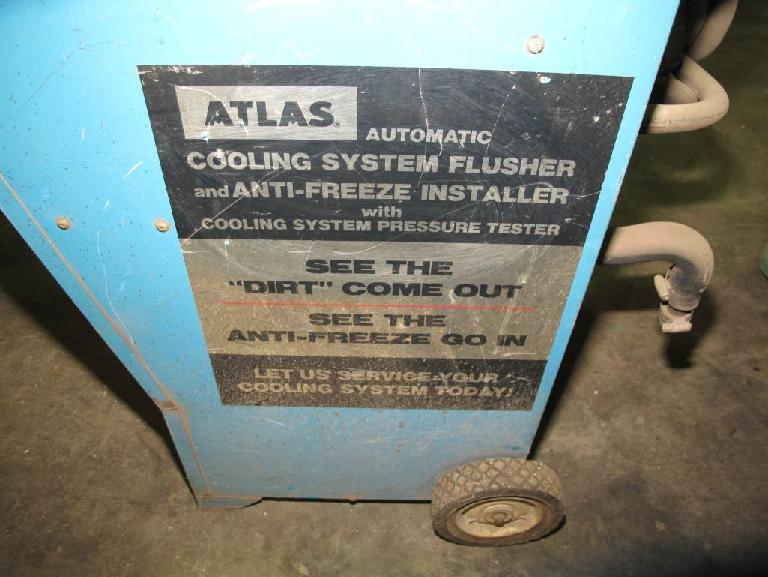 ATLAS®
AUTOMATIC
COOLING SYSTEM FLUSHER
and ANTI-FREEZE INSTALLER
with
COOLING SYSTEM PRESSURE TESTER
SEE THE
"DIRT" COME OUT
SEE THE
ANTI-FREEZE GO IN
LET US SERVICE YOUR
COOLING SYSTEM TODAY!